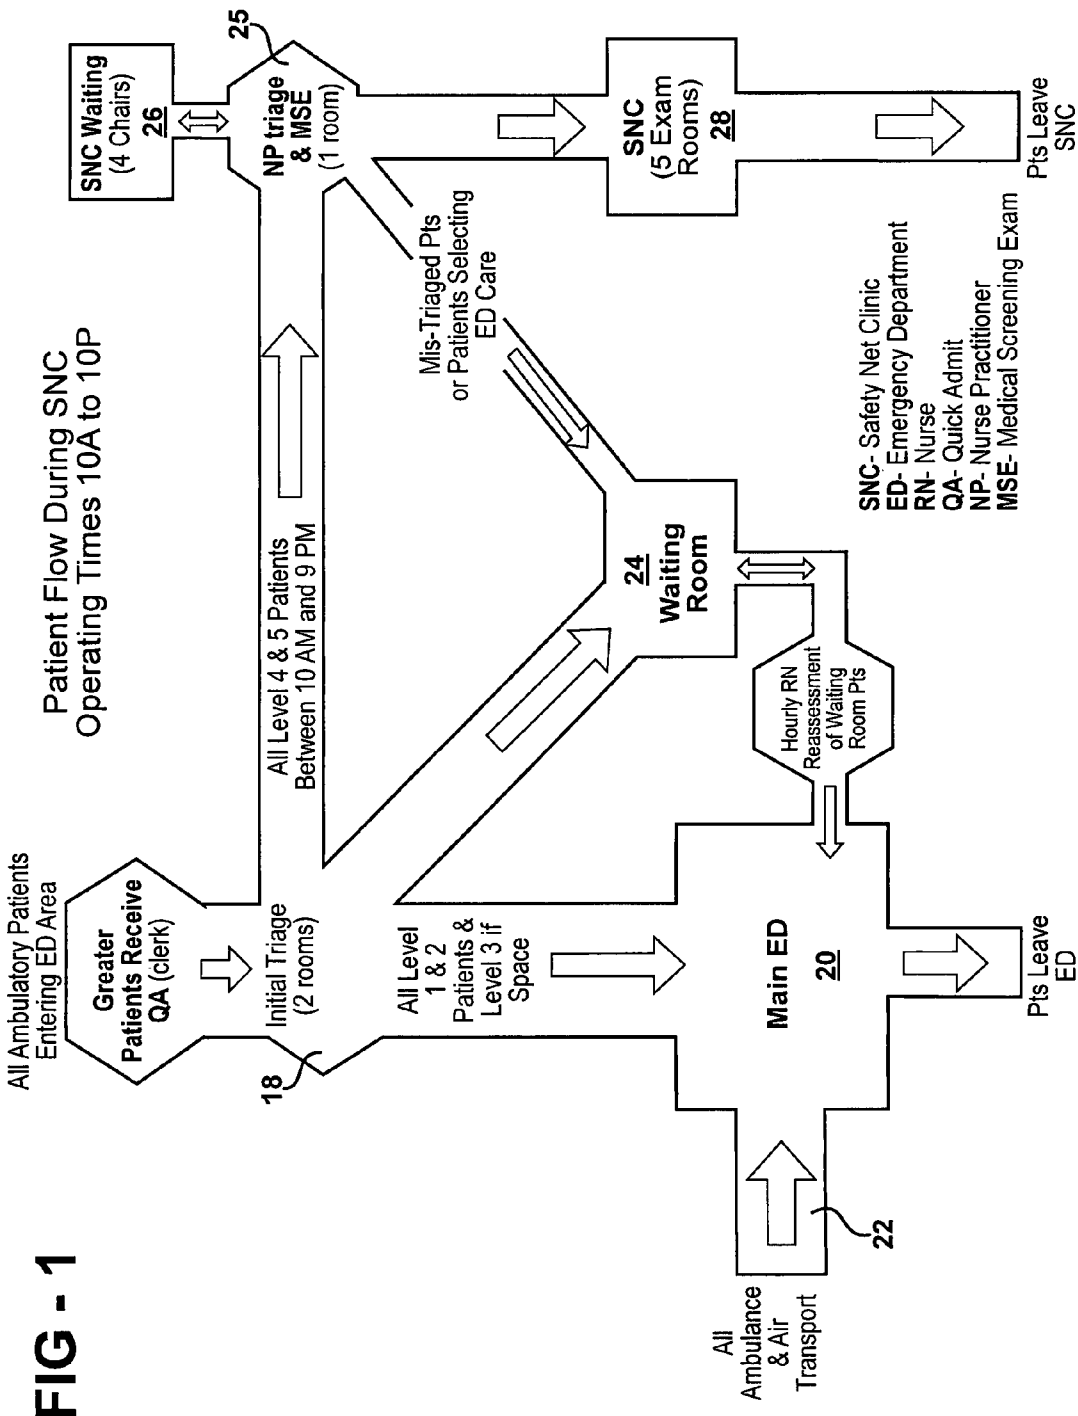 FIG - 1
Patient Flow During SNC
Operating Times 10A to 10P
All Ambulatory Patients
Entering ED Area
Greater
Patients Receive
QA (clerk)
Initial Triage
(2 rooms)
18
All Level 4 & 5 Patients
Between 10 AM and 9 PM
SNC Waiting
(4 Chairs)
26
25
NP triage
& MSE
(1 room)
Mis-Triaged Pts
or Patients Selecting
ED Care
SNC
(5 Exam
Rooms)
28
Pts Leave
SNC
All Level
1 & 2
Patients &
Level 3 if
Space
24
Waiting
Room
Hourly RN
Reassessment
of Waiting
Room Pts
Main ED
20
All
Ambulance
& Air
Transport
22
Pts Leave
ED
SNC- Safety Net Clinic
ED- Emergency Department
RN- Nurse
QA- Quick Admit
NP- Nurse Practitioner
MSE- Medical Screening Exam